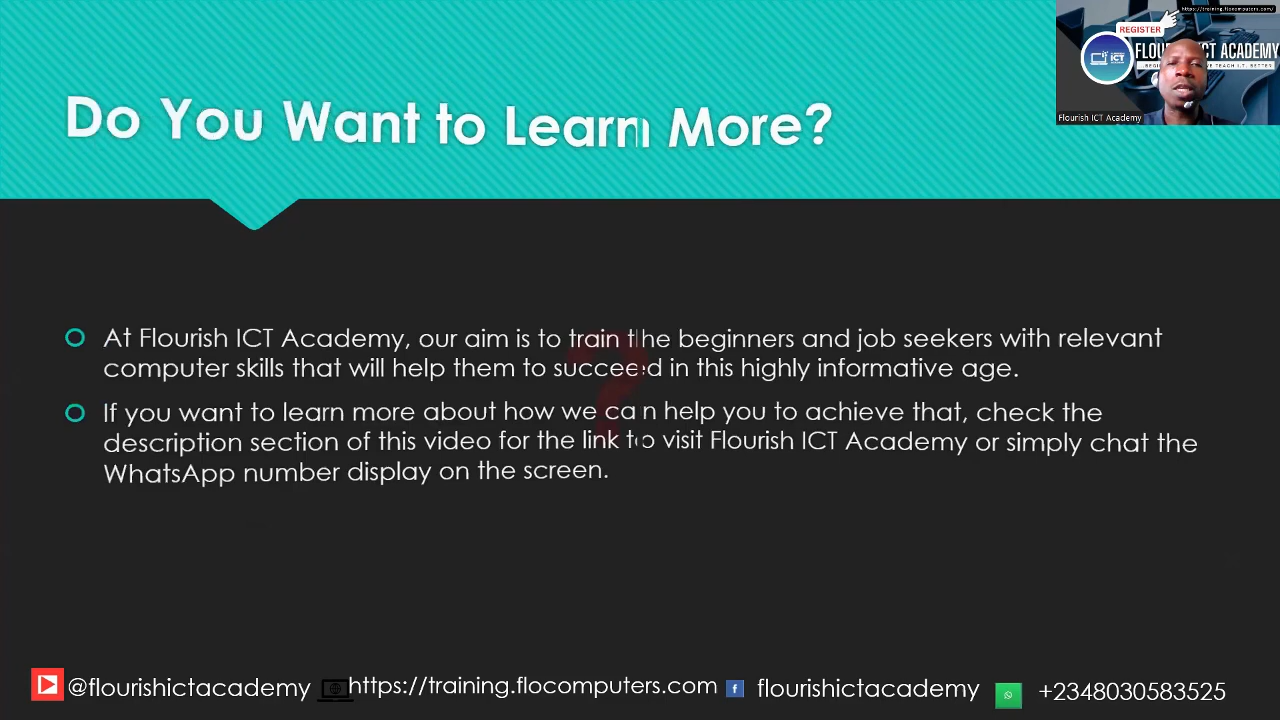 https://training.flocomputers.com/
REGISTER
FLOURISH ICT ACADEMY
Flourish ICT Academy
Do You Want to Learn More?
At Flourish ICT Academy, our aim is to train the beginners and job seekers with relevant
computer skills that will help them to succeed in this highly informative age.
If you want to learn more about how we can help you to achieve that, check the
description section of this video for the link to visit Flourish ICT Academy or simply chat the
WhatsApp number display on the screen.
@flourishictacademy https://training.flocomputers.com flourishictacademy +2348030583525